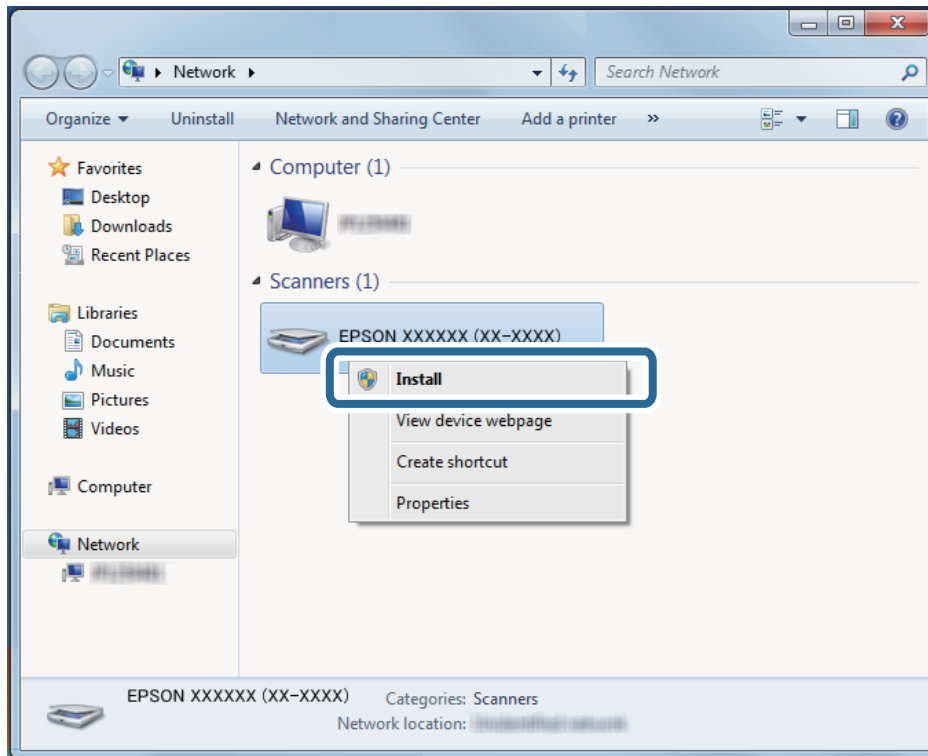 Network
Search Network
Organize
Uninstall
Network and Sharing Center
Add a printer
»
Favorites
Desktop
Downloads
Recent Places
Libraries
Documents
Music
Pictures
Videos
Computer
Network
Computer (1)
Scanners (1)
EPSON XXXXXX (XX-XXXX)
Install
View device webpage
Create shortcut
Properties
EPSON XXXXXX (XX-XXXX)
Categories: Scanners
Network location: